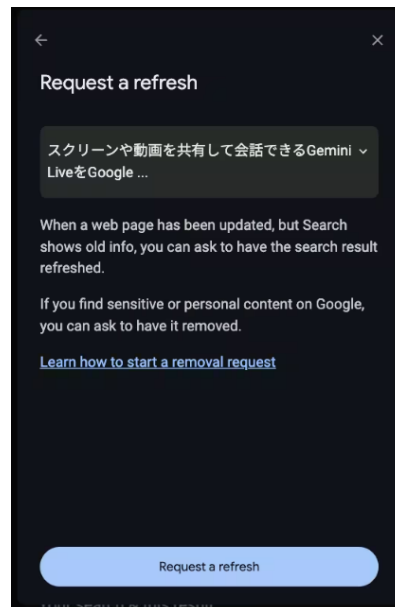 Request a refresh
スクリーンや動画を共有して会話できるGemini
LiveをGoogle ...
When a web page has been updated, but Search
shows old info, you can ask to have the search result
refreshed.
If you find sensitive or personal content on Google,
you can ask to have it removed.
Learn how to start a removal request
Request a refresh